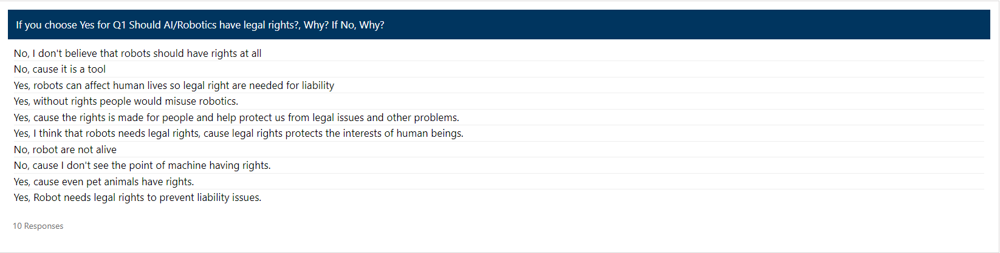 If you choose Yes for Q1 Should AI/Robotics have legal rights?, Why? If No, Why?
No, I don't believe that robots should have rights at all
No, cause it is a tool
Yes, robots can affect human lives so legal right are needed for liability
Yes, without rights people would misuse robotics.
Yes, cause the rights is made for people and help protect us from legal issues and other problems.
Yes, I think that robots needs legal rights, cause legal rights protects the interests of human beings.
No, robot are not alive
No, cause I don't see the point of machine having rights.
Yes, cause even pet animals have rights.
Yes, Robot needs legal rights to prevent liability issues.
10 Responses